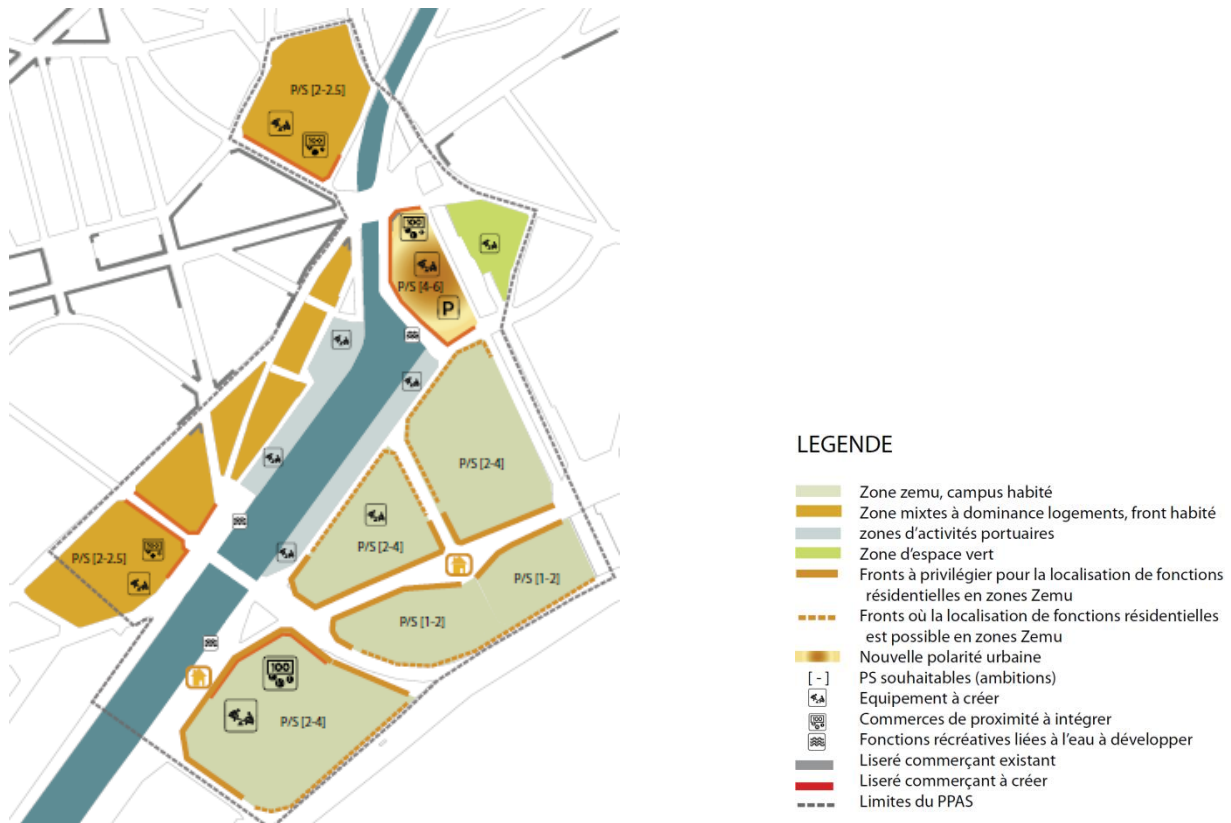 P/S [2-2.5]
100
100
P/S [4-6]
P
P/S [2-4]
P/S [2-4]
100
P/S [2-2.5]
P/S [1-2]
P/S [1-2]
100
P/S [2-4]
LEGENDE
Zone zemu, campus habité
Zone mixtes à dominance logements, front habité
zones d'activités portuaires
Zone d'espace vert
Fronts à privilégier pour la localisation de fonctions
résidentielles en zones Zemu
Fronts où la localisation de fonctions résidentielles
est possible en zones Zemu
Nouvelle polarité urbaine
[ - ] PS souhaitables (ambitions)
Equipement à créer
100 Commerces de proximité à intégrer
Fonctions récréatives liées à l'eau à développer
Liseré commerçant existant
Liseré commerçant à créer
Limites du PPAS